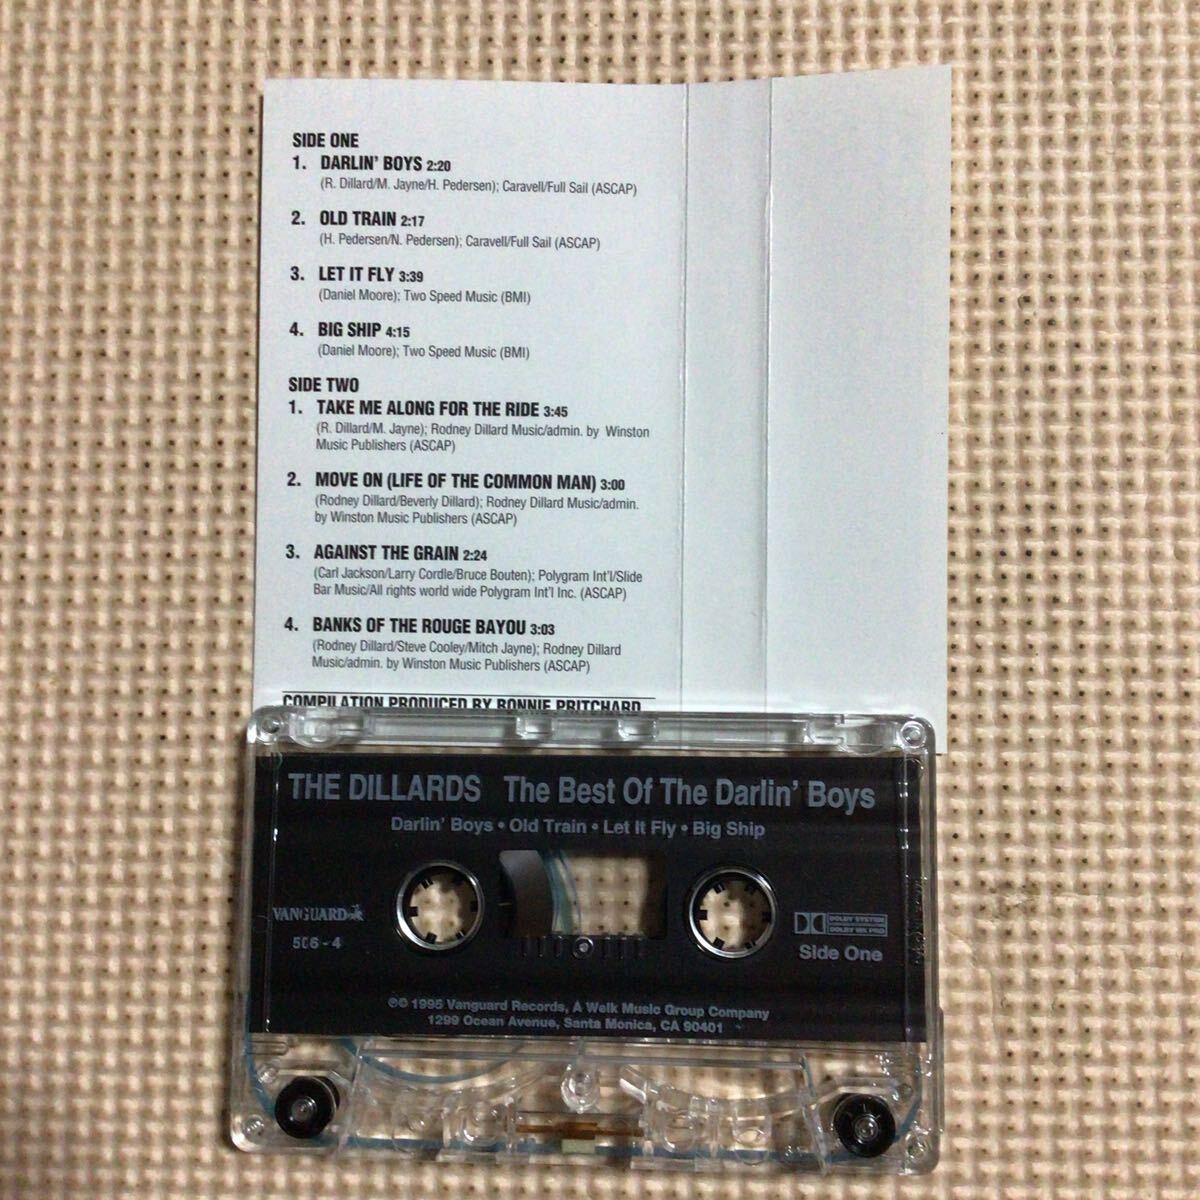 SIDE ONE
1. DARLIN' BOYS 2:20
(R. Dillard/M. Jayne/H. Pedersen); Caravell/Full Sail (ASCAP)
2. OLD TRAIN 2:17
(H. Pedersen/N. Pedersen); Caravell/Full Sail (ASCAP)
3. LET IT FLY 3:39
(Daniel Moore); Two Speed Music (BMI)
4. BIG SHIP 4:15
(Daniel Moore); Two Speed Music (BMI)
SIDE TWO
1. TAKE ME ALONG FOR THE RIDE 3:45
(R. Dillard/M. Jayne); Rodney Dillard Music/admin. by Winston
Music Publishers (ASCAP)
2. MOVE ON (LIFE OF THE COMMON MAN) 3:00
(Rodney Dillard/Beverly Dillard); Rodney Dillard Music/admin.
by Winston Music Publishers (ASCAP)
3. AGAINST THE GRAIN 2:24
(Carl Jackson/Larry Cordle/Bruce Bouten); Polygram Int'l/Slide
Bar Music/All rights world wide Polygram Int'l Inc. (ASCAP)
4. BANKS OF THE ROUGE BAYOU 3:03
(Rodney Dillard/Steve Cooley/Mitch Jayne); Rodney Dillard
Music/admin. by Winston Music Publishers (ASCAP)
COMPILATION PRODUCED BY RONNIE PRITCHARD
THE DILLARDS The Best Of The Darlin' Boys
Darlin' Boys • Old Train • Let It Fly • Big Ship
VANGUARD
506-4
DOLBY SYSTEM
DOLBY HX PRO
Side One
℗© 1995 Vanguard Records, A Welk Music Group Company
1299 Ocean Avenue, Santa Monica, CA 90401